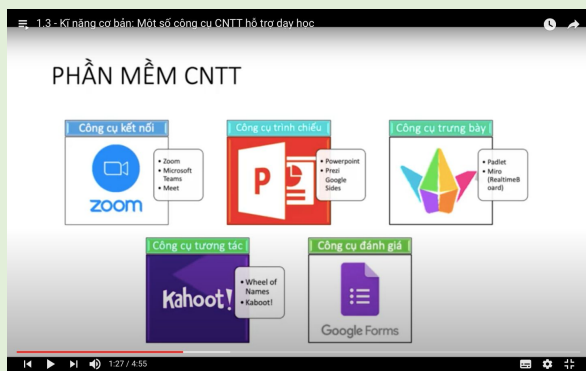 1.3 - Kĩ năng cơ bản: Một số công cụ CNTT hỗ trợ dạy học
PHẦN MỀM CNTT
Công cụ kết nối
zoom
• Zoom
• Microsoft
Teams
• Meet
Công cụ trình chiếu
P
• Powerpoint
• Prezi
Google
Sides
Công cụ trưng bày
• Padlet
• Miro
(RealtimeB
oard)
Công cụ tương tác
Kahoot!
• Wheel of
Names
• Kaboot!
Công cụ đánh giá
Google Forms
1:27 / 4:55